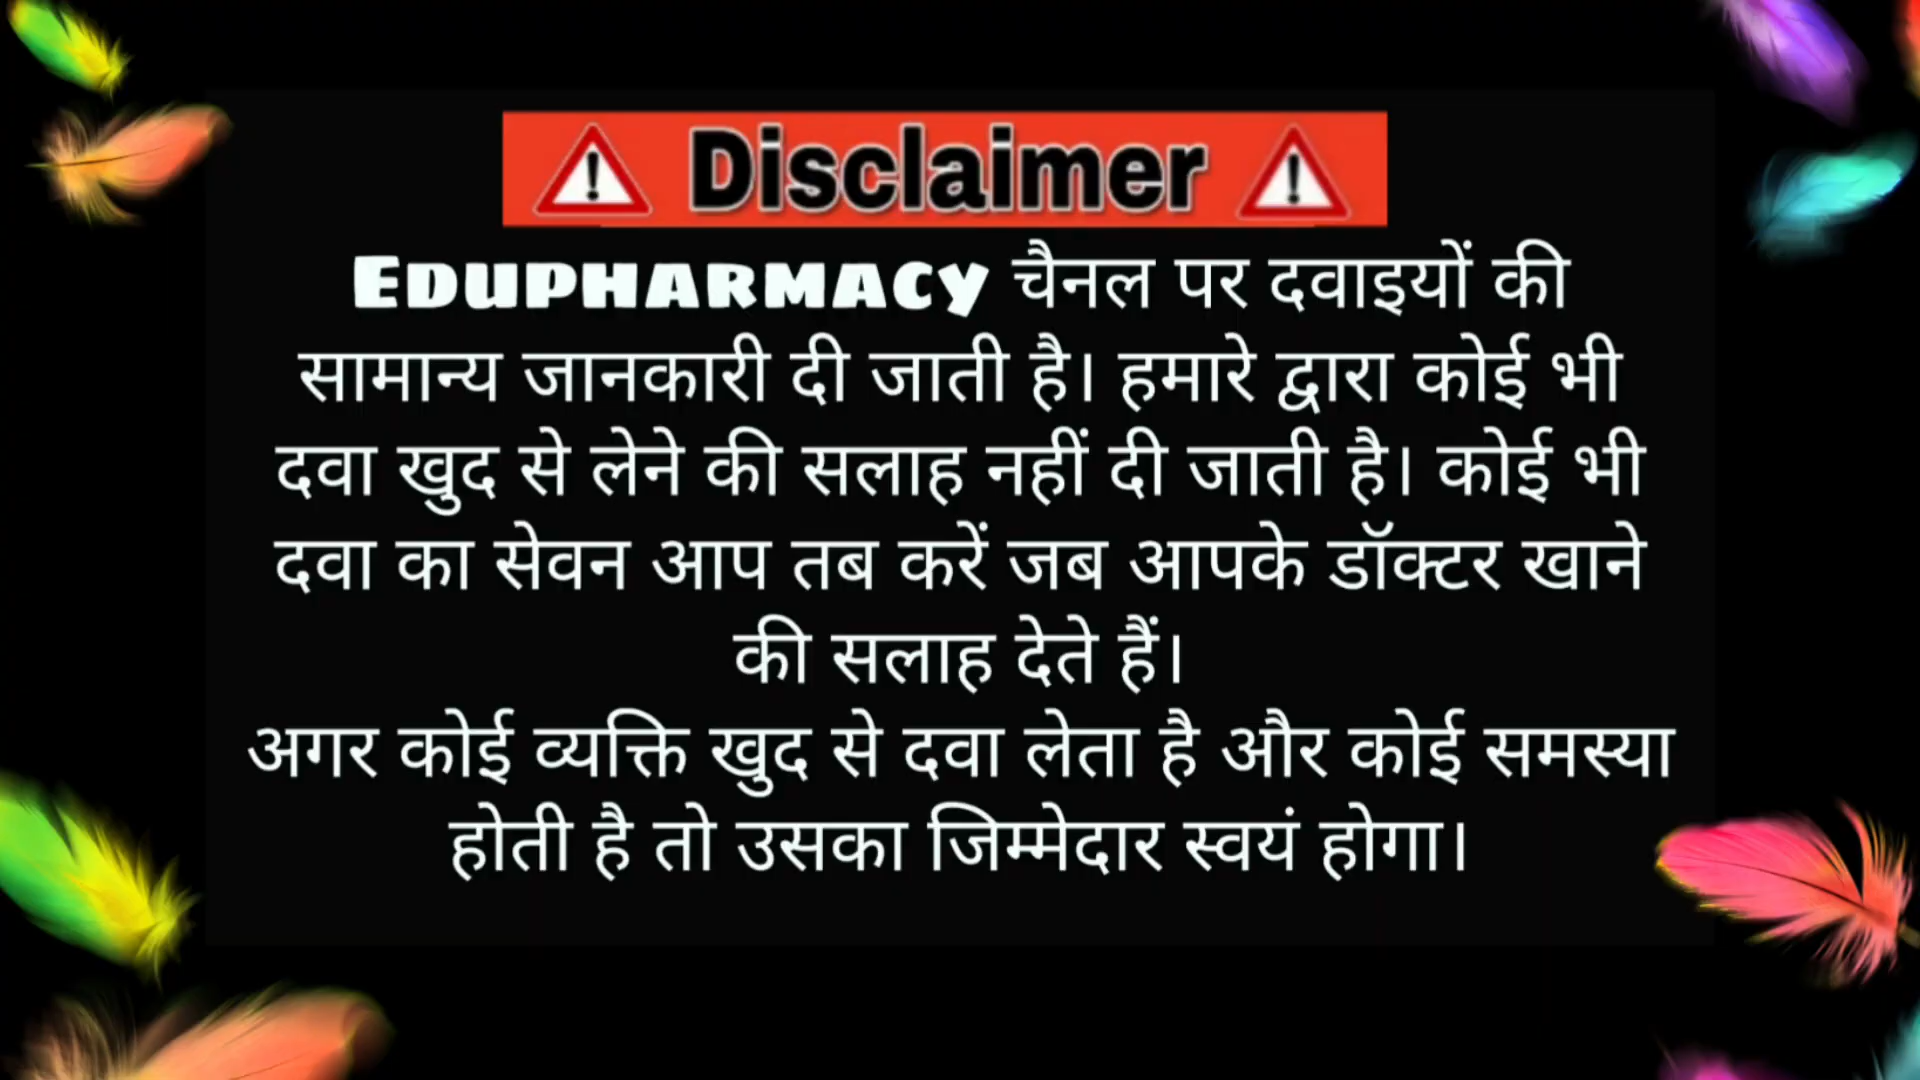 Disclaimer
Edupharmacy चैनल पर दवाइयों की
सामान्य जानकारी दी जाती है। हमारे द्वारा कोई भी
दवा खुद से लेने की सलाह नहीं दी जाती है। कोई भी
दवा का सेवन आप तब करें जब आपके डॉक्टर खाने
की सलाह देते हैं।
अगर कोई व्यक्ति खुद से दवा लेता है और कोई समस्या
होती है तो उसका जिम्मेदार स्वयं होगा।